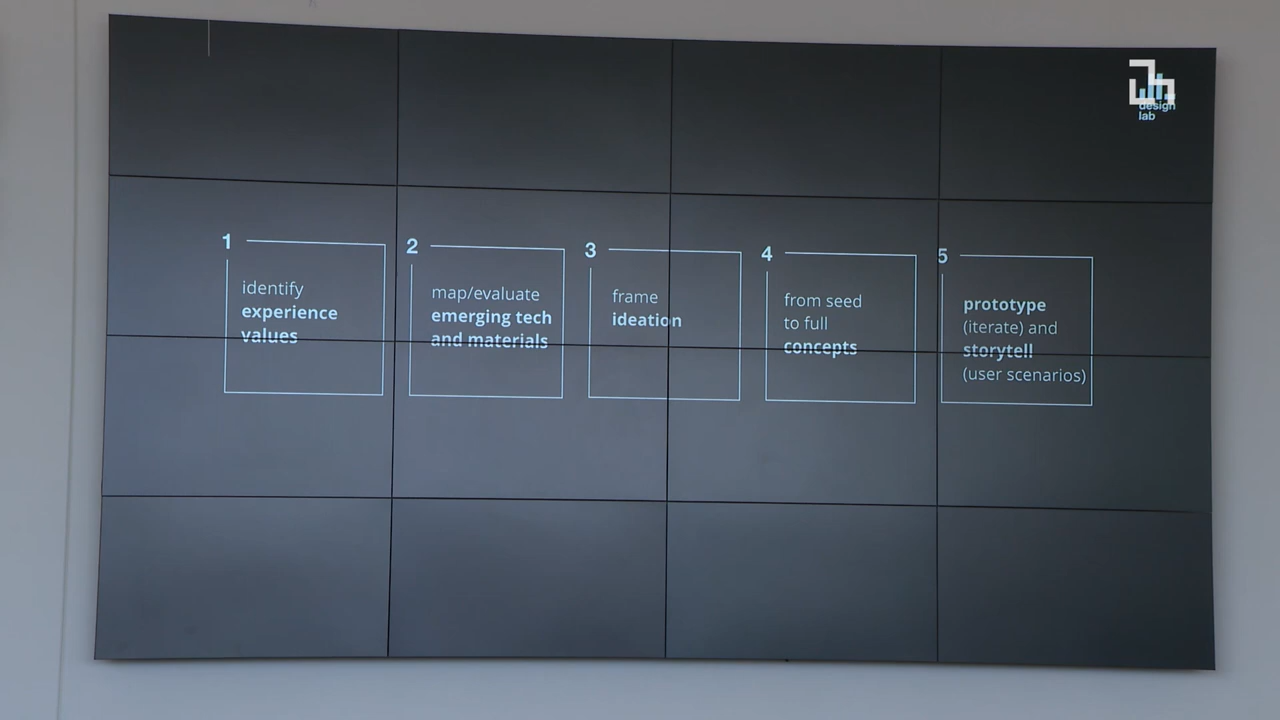 design
lab
1
identify
experience
values
2
map/evaluate
emerging tech
and materials
3
frame
ideation
4
from seed
to full
concepts
5
prototype
(iterate) and
storytell
(user scenarios)